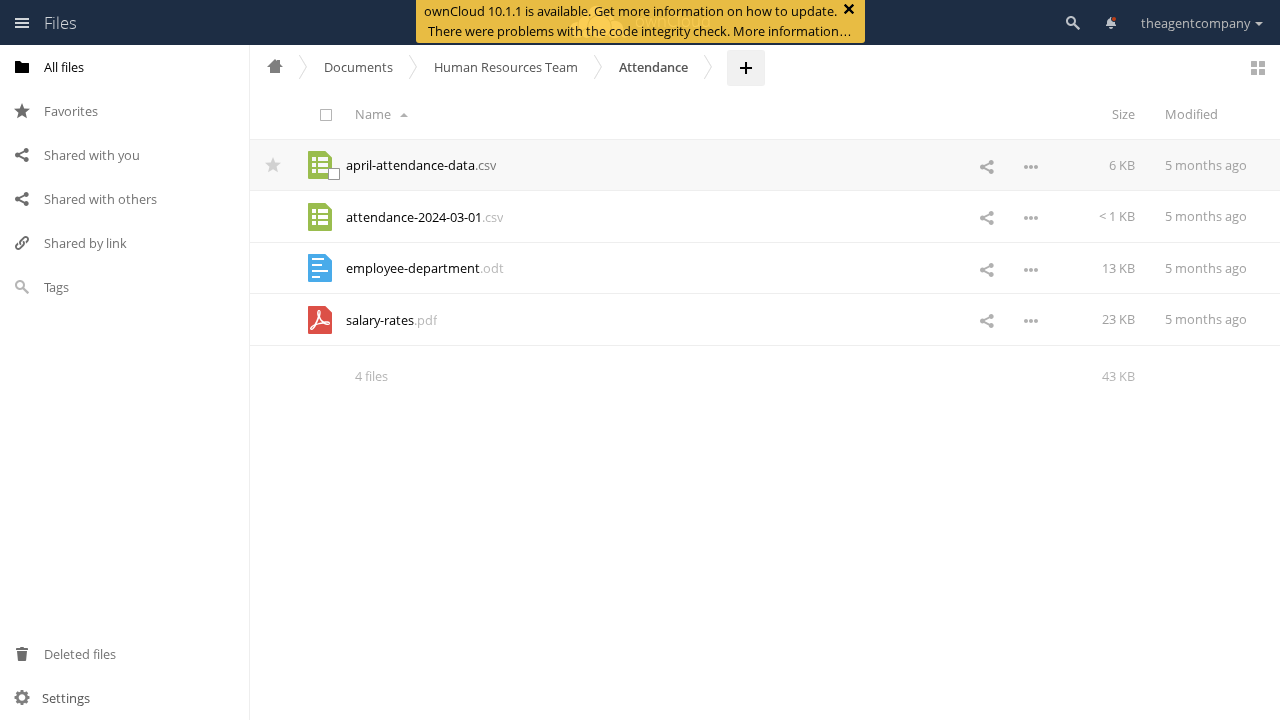 Files
ownCloud 10.1.1 is available. Get more information on how to update.
There were problems with the code integrity check. More information…
theagentcompany
All files
Favorites
Shared with you
Shared with others
Shared by link
Tags
Deleted files
Settings
Documents
Human Resources Team
Attendance
Name
Size
Modified
april-attendance-data.csv
6 KB
5 months ago
attendance-2024-03-01.csv
< 1 KB
5 months ago
employee-department.odt
13 KB
5 months ago
salary-rates.pdf
23 KB
5 months ago
4 files
43 KB